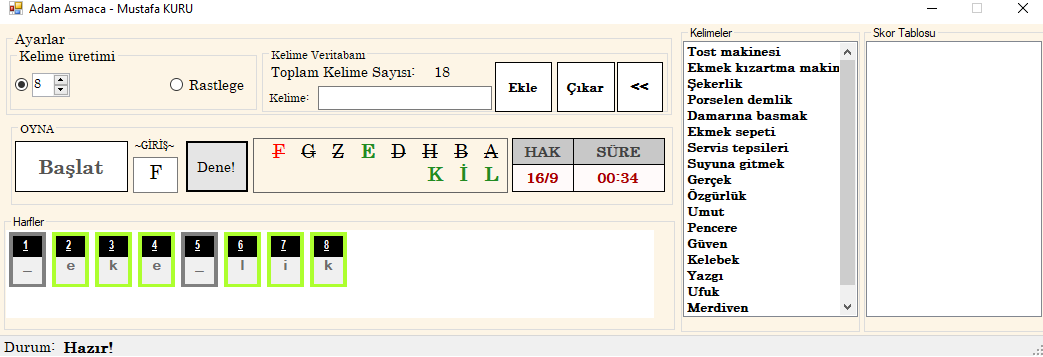 Adam Asmaca - Mustafa KURU
Ayarlar
Kelime üretimi
8
Rastlege
Kelime Veritabanı
Toplam Kelime Sayısı: 18
Kelime:
Ekle
Çıkar
<<
OYNA
Başlat
~GİRİŞ~
F
Dene!
F G Z E D H B A
K İ L
HAK SÜRE
16/9 00:34
Harfler
1 2 3 4 5 6 7 8
_ e k e _ l i k
Kelimeler
Tost makinesi
Ekmek kızartma makin
Şekerlik
Porselen demlik
Damarına basmak
Ekmek sepeti
Servis tepsileri
Suyuna gitmek
Gerçek
Özgürlük
Umut
Pencere
Güven
Kelebek
Yazgı
Ufuk
Merdiven
Skor Tablosu
Durum: Hazır!